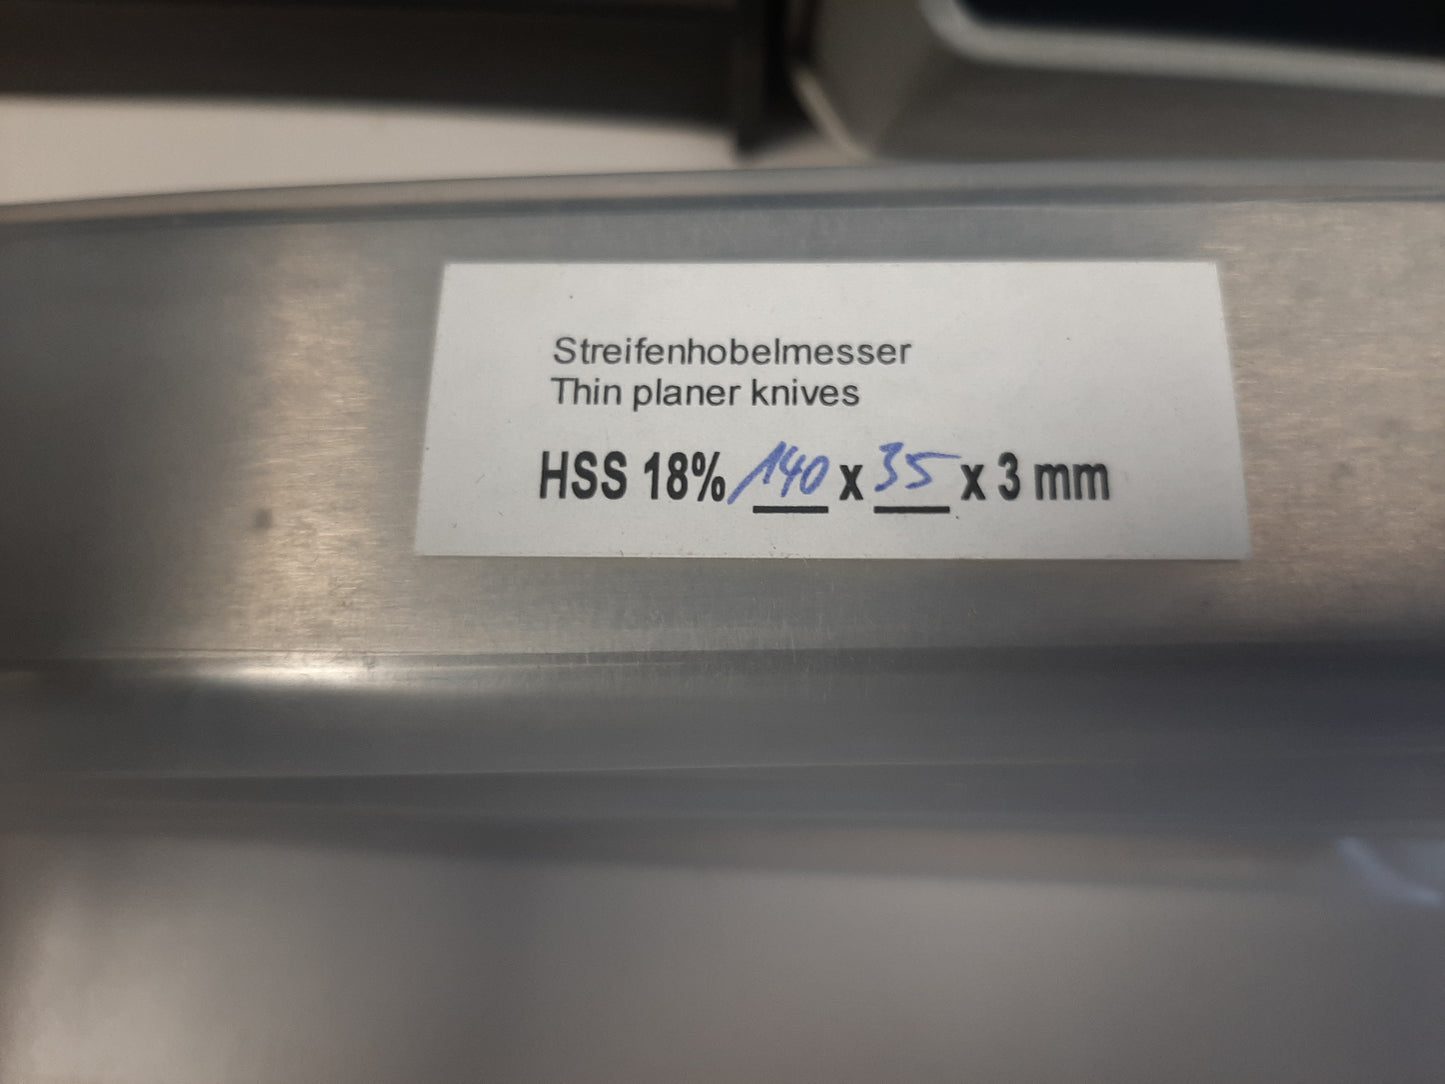 Streifenhobelmesser
Thin planer knives
HSS 18% 140 x 35 x 3 mm